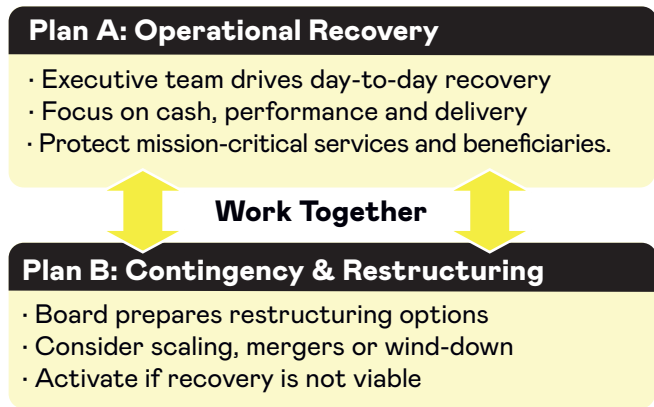 Plan A: Operational Recovery
· Executive team drives day-to-day recovery
· Focus on cash, performance and delivery
· Protect mission-critical services and beneficiaries.
Work Together
Plan B: Contingency & Restructuring
· Board prepares restructuring options
· Consider scaling, mergers or wind-down
· Activate if recovery is not viable